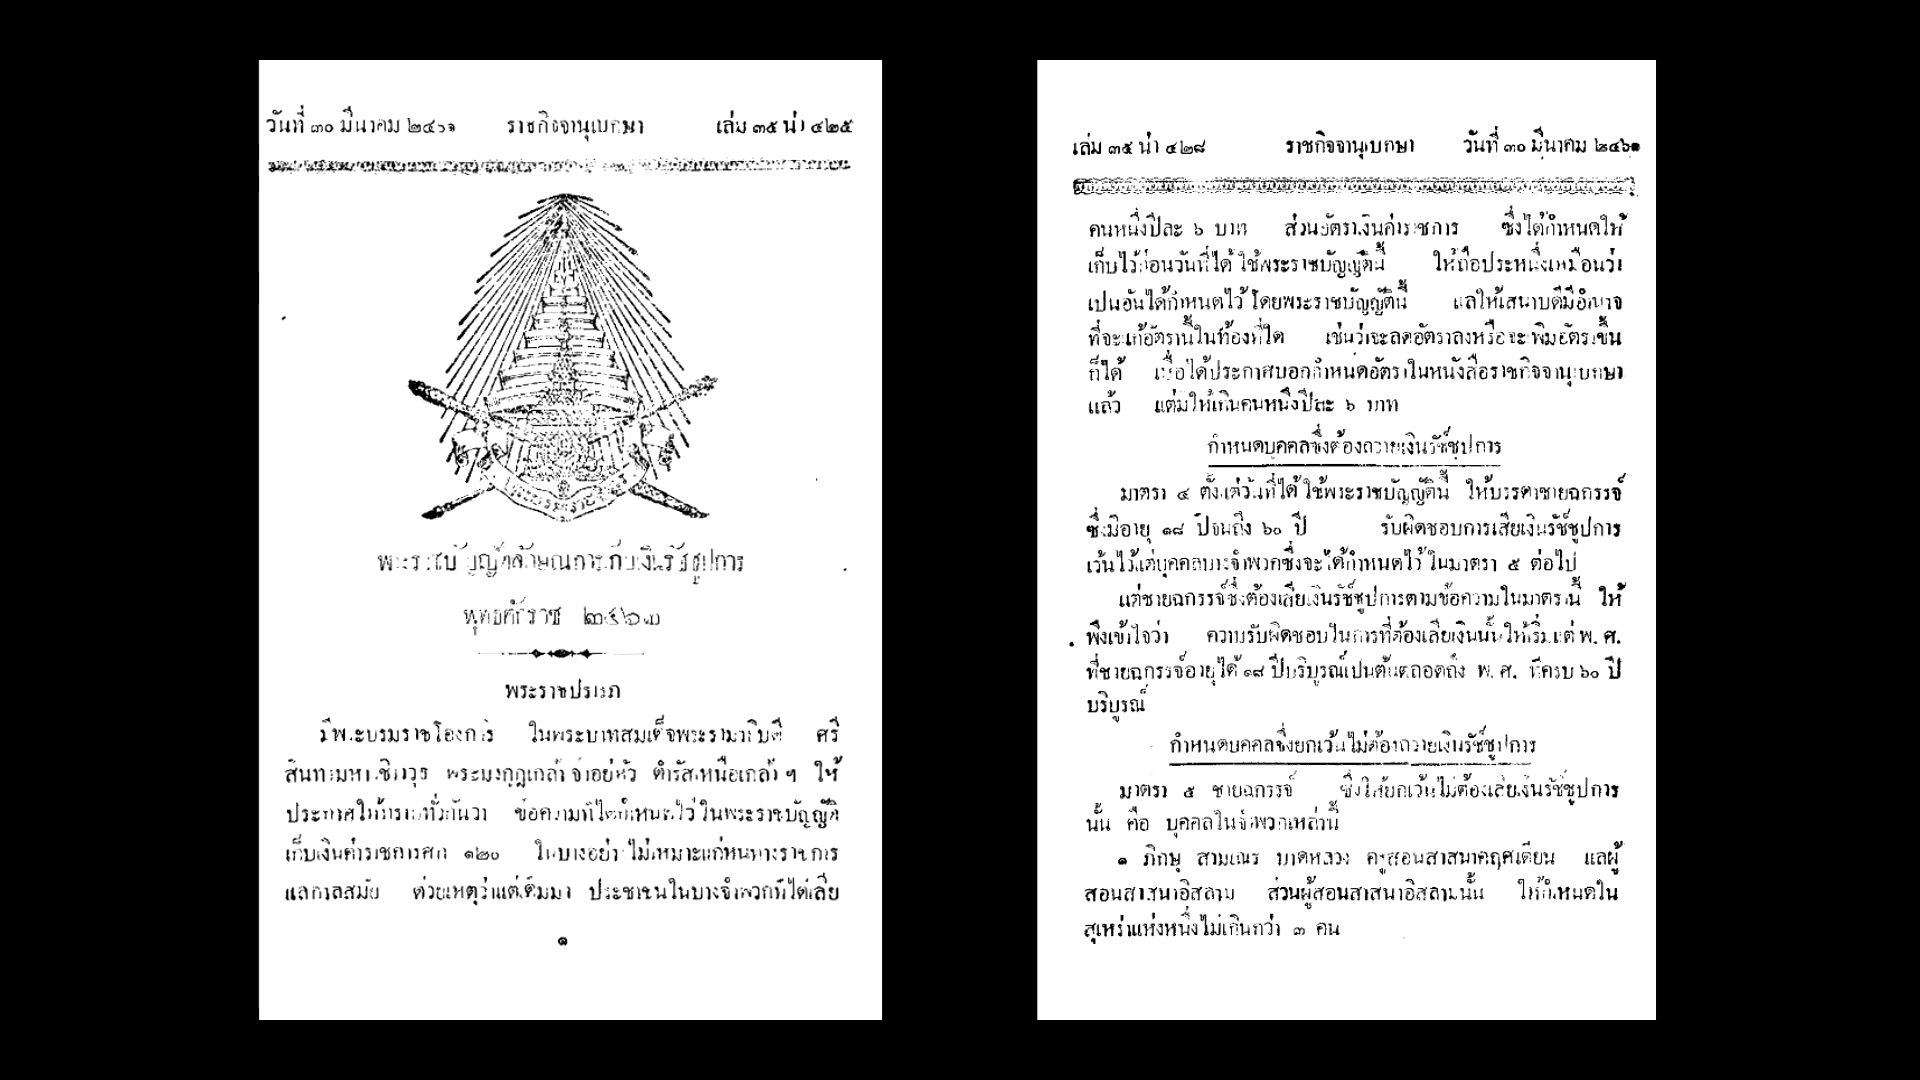 วันที่ ๓๐ มีนาคม ๒๔๖๑ ราชกิจจานุเบกษา เล่ม ๓๕ น่า ๔๒๕
พระราชบัญญัติลักษณการเก็บเงินรัชชูปการ
พุทธศักราช
พระราชปรารภ
มีพระบรมราชโองการ ในพระบาทสมเด็จพระรามาธิบดี ศรี
สินทรมหาวชิราวุธ พระมงกุฎเกล้าเจ้าอยู่หัว ดำรัสเหนือเกล้า ฯ ให้
ประกาศให้ทราบทั่วกันว่า ข้อความที่ได้กำหนดไว้ในพระราชบัญญัติ
เก็บเงินค่าราชการศก ๑๒๐ ในบางอย่างไม่เหมาะแก่หนทางราชการ
แลกาลสมัย ด้วยเหตุว่าแต่เดิมมา ประชาชนในบางจำพวกมิได้เสีย
๑
เล่ม ๓๕ น่า ๔๒๘ ราชกิจจานุเบกษา วันที่ ๓๐ มีนาคม ๒๔๖๑
คนหนึ่งปีละ ๖ บาท ส่วนอัตราเงินค่าราชการ ซึ่งได้กำหนดให้
เก็บไว้ก่อนวันที่ได้ใช้พระราชบัญญัตินี้ ให้ถือประหนึ่งเหมือนว่า
เปนอันได้กำหนดไว้โดยพระราชบัญญัตินี้ แลให้เสนาบดีมีอำนาจ
ที่จะแก้อัตรานี้ในท้องที่ใด เช่นว่าจะลดอัตราลงหรือจะเพิ่มอัตราขึ้น
ก็ได้ เมื่อได้ประกาศบอกกำหนดอัตราในหนังสือราชกิจจานุเบกษา
แล้ว แต่มิให้เกินคนหนึ่งปีละ ๖ บาท
กำหนดบุคคลซึ่งต้องถวายเงินรัชชูปการ
มาตรา ๔ ตั้งแต่วันที่ได้ใช้พระราชบัญญัตินี้ ให้บรรดาชายฉกรรจ์
ซึ่งมีอายุ ๑๘ ปีจนถึง ๖๐ ปี รับผิดชอบการเสียเงินรัชชูปการ
เว้นไว้แต่บุคคลบางจำพวกซึ่งจะได้กำหนดไว้ในมาตรา ๕ ต่อไป
แต่ชายฉกรรจ์ซึ่งต้องเสียเงินรัชชูปการตามข้อความในมาตรานี้ ให้
พึงเข้าใจว่า ความรับผิดชอบในการที่ต้องเสียเงินนั้นให้เริ่มแต่ พ. ศ.
ที่ชายฉกรรจ์อายุได้ ๑๘ ปีบริบูรณ์เปนต้นตลอดถึง พ. ศ. ที่ครบ ๖๐ ปี
บริบูรณ์
กำหนดบุคคลซึ่งยกเว้นไม่ต้องถวายเงินรัชชูปการ
มาตรา ๕ ชายฉกรรจ์ ซึ่งให้ยกเว้นไม่ต้องเสียเงินรัชชูปการ
นั้น คือ บุคคลในจำพวกเหล่านี้
๑ ภิกษุ สามเณร บาดหลวง ครูสอนสาสนาคฤศเตียน แลผู้
สอนสาสนาอิสลาม ส่วนผู้สอนสาสนาอิสลามนั้น ให้กำหนดใน
สุเหร่าแห่งหนึ่งไม่เกินกว่า ๓ คน